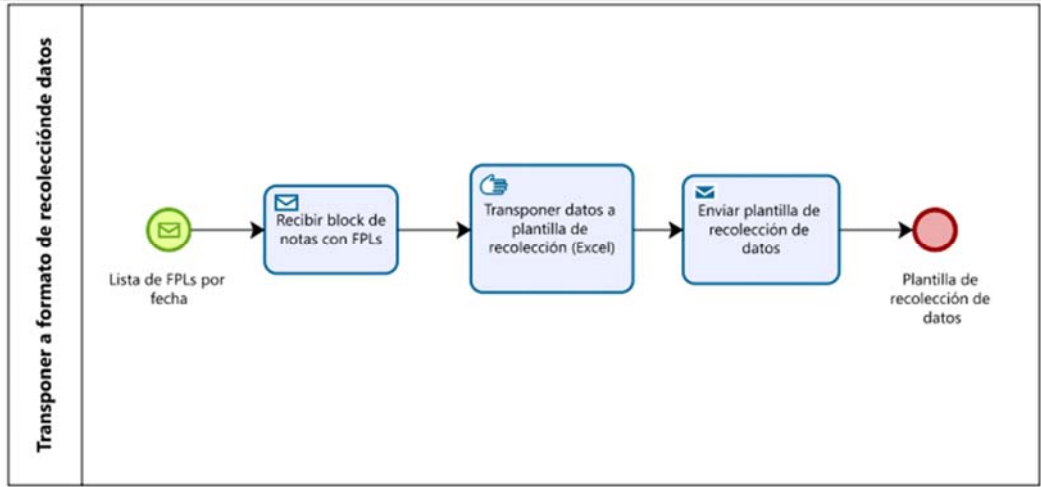 Transponer a formato de recolecciónde datos
Lista de FPLs por
fecha
Recibir block de
notas con FPLs
Transponer datos a
plantilla de
recolección (Excel)
Enviar plantilla de
recolección de
datos
Plantilla de
recolección de
datos